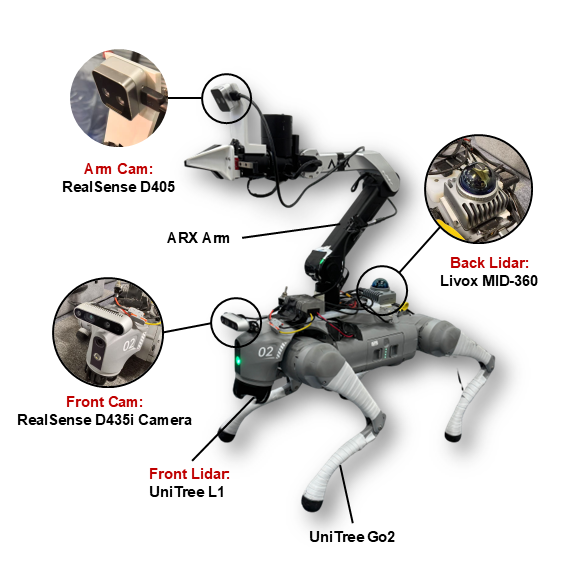 Arm Cam:
RealSense D405
ARX
ARX Arm
Back Lidar:
Livox MID-360
02
02
Front Cam:
RealSense D435i Camera
Front Lidar:
UniTree L1
UniTree Go2